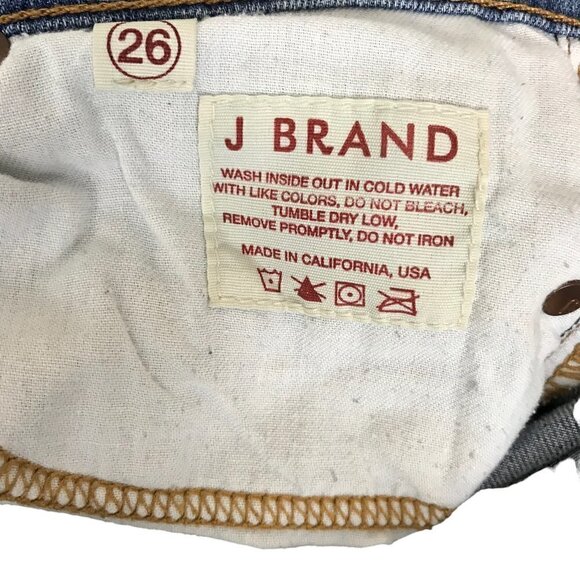 26
J BRAND
WASH INSIDE OUT IN COLD WATER
WITH LIKE COLORS, DO NOT BLEACH,
TUMBLE DRY LOW,
REMOVE PROMPTLY, DO NOT IRON
MADE IN CALIFORNIA, USA